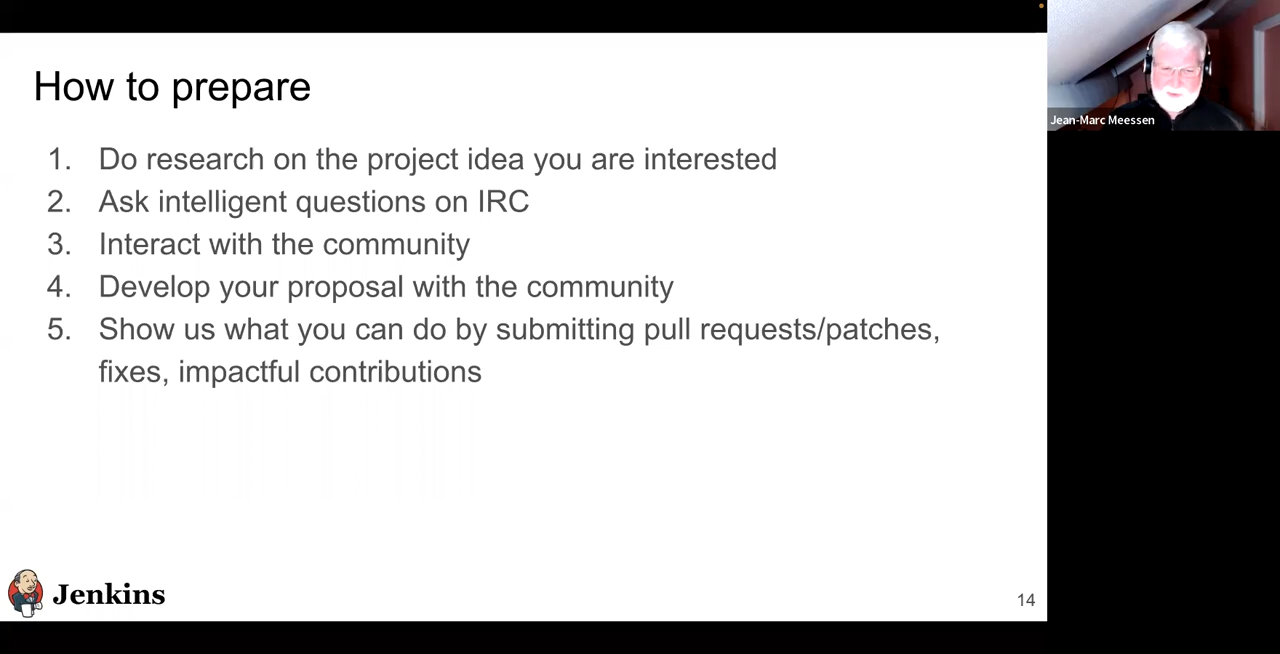 How to prepare
1. Do research on the project idea you are interested
2. Ask intelligent questions on IRC
3. Interact with the community
4. Develop your proposal with the community
5. Show us what you can do by submitting pull requests/patches,
fixes, impactful contributions
Jenkins
14
Jean-Marc Meessen